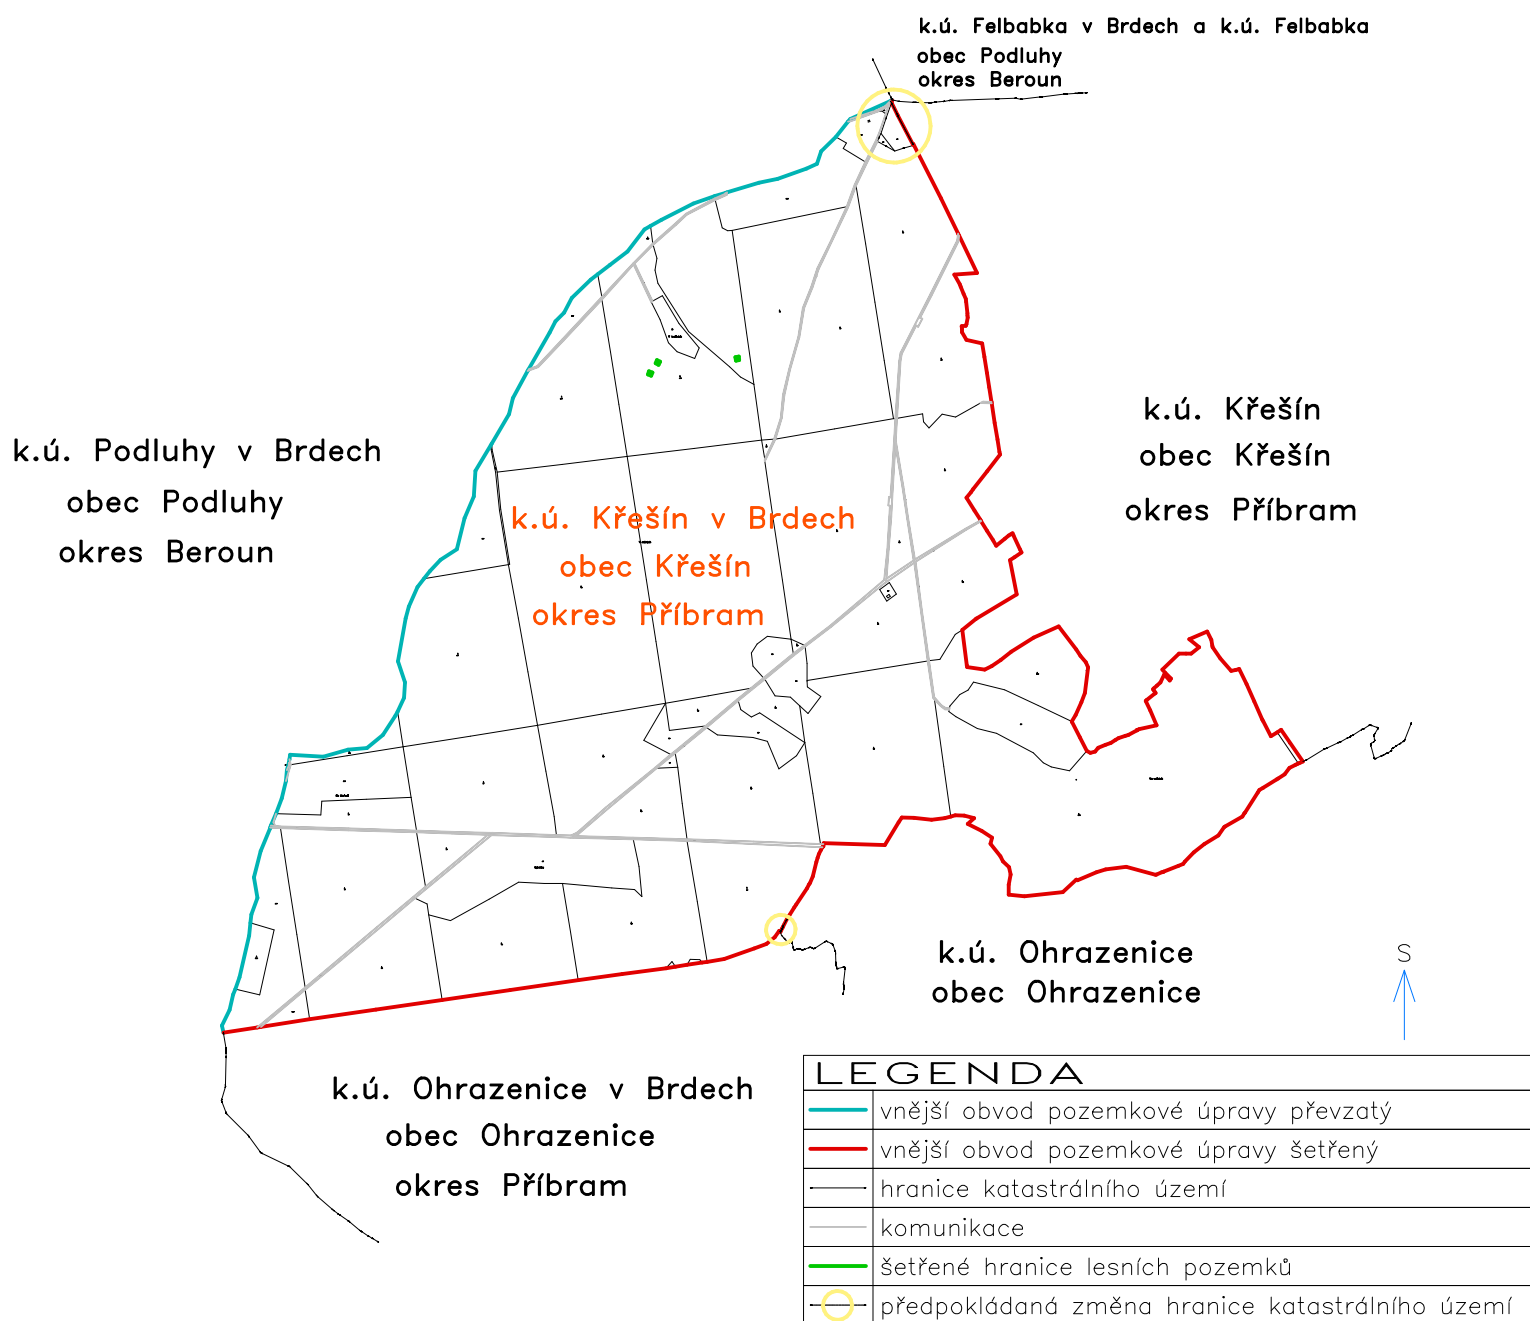 k.ú. Felbabka v Brdech a k.ú. Felbabka
obec Podluhy
okres Beroun
k.ú. Podluhy v Brdech
obec Podluhy
okres Beroun
k.ú. Křešín v Brdech
obec Křešín
okres Příbram
k.ú. Křešín
obec Křešín
okres Příbram
k.ú. Ohrazenice
obec Ohrazenice
S
k.ú. Ohrazenice v Brdech
obec Ohrazenice
okres Příbram
LEGENDA
vnější obvod pozemkové úpravy převzatý
vnější obvod pozemkové úpravy šetřený
hranice katastrálního území
komunikace
šetřené hranice lesních pozemků
předpokládaná změna hranice katastrálního území